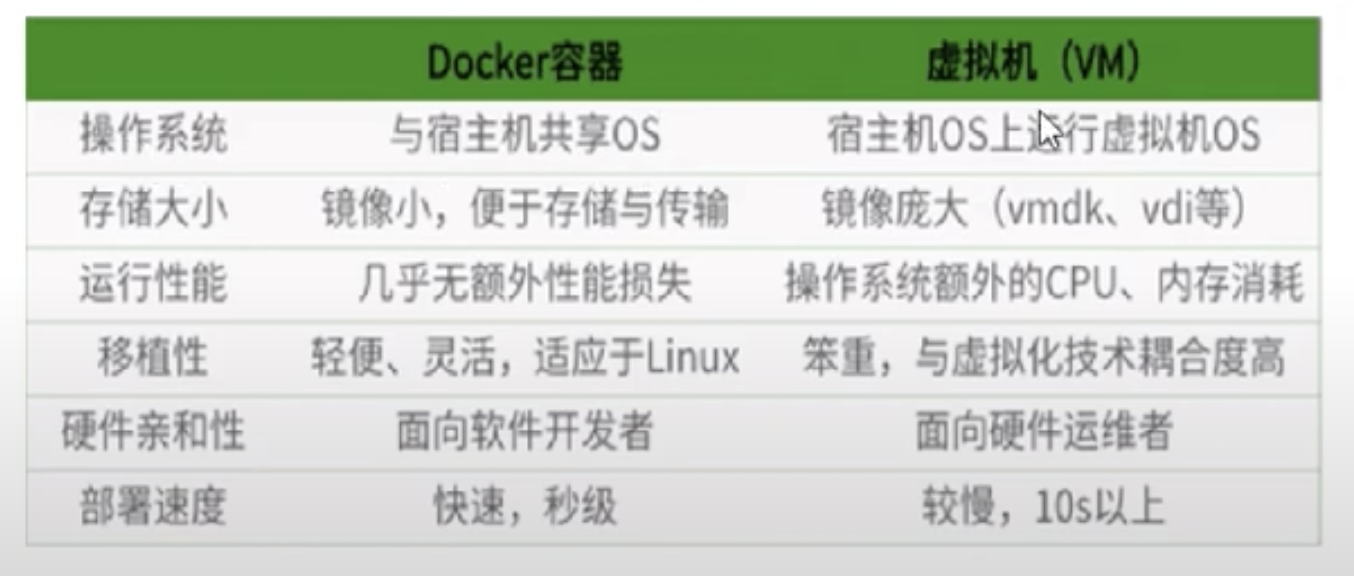 Docker容器 虚拟机（VM）
操作系统 与宿主机共享OS 宿主机OS上运行虚拟机OS
存储大小 镜像小，便于存储与传输 镜像庞大（vmdk、vdi等）
运行性能 几乎无额外性能损失 操作系统额外的CPU、内存消耗
移植性 轻便、灵活，适应于Linux 笨重，与虚拟化技术耦合度高
硬件亲和性 面向软件开发者 面向硬件运维者
部署速度 快速，秒级 较慢，10s以上